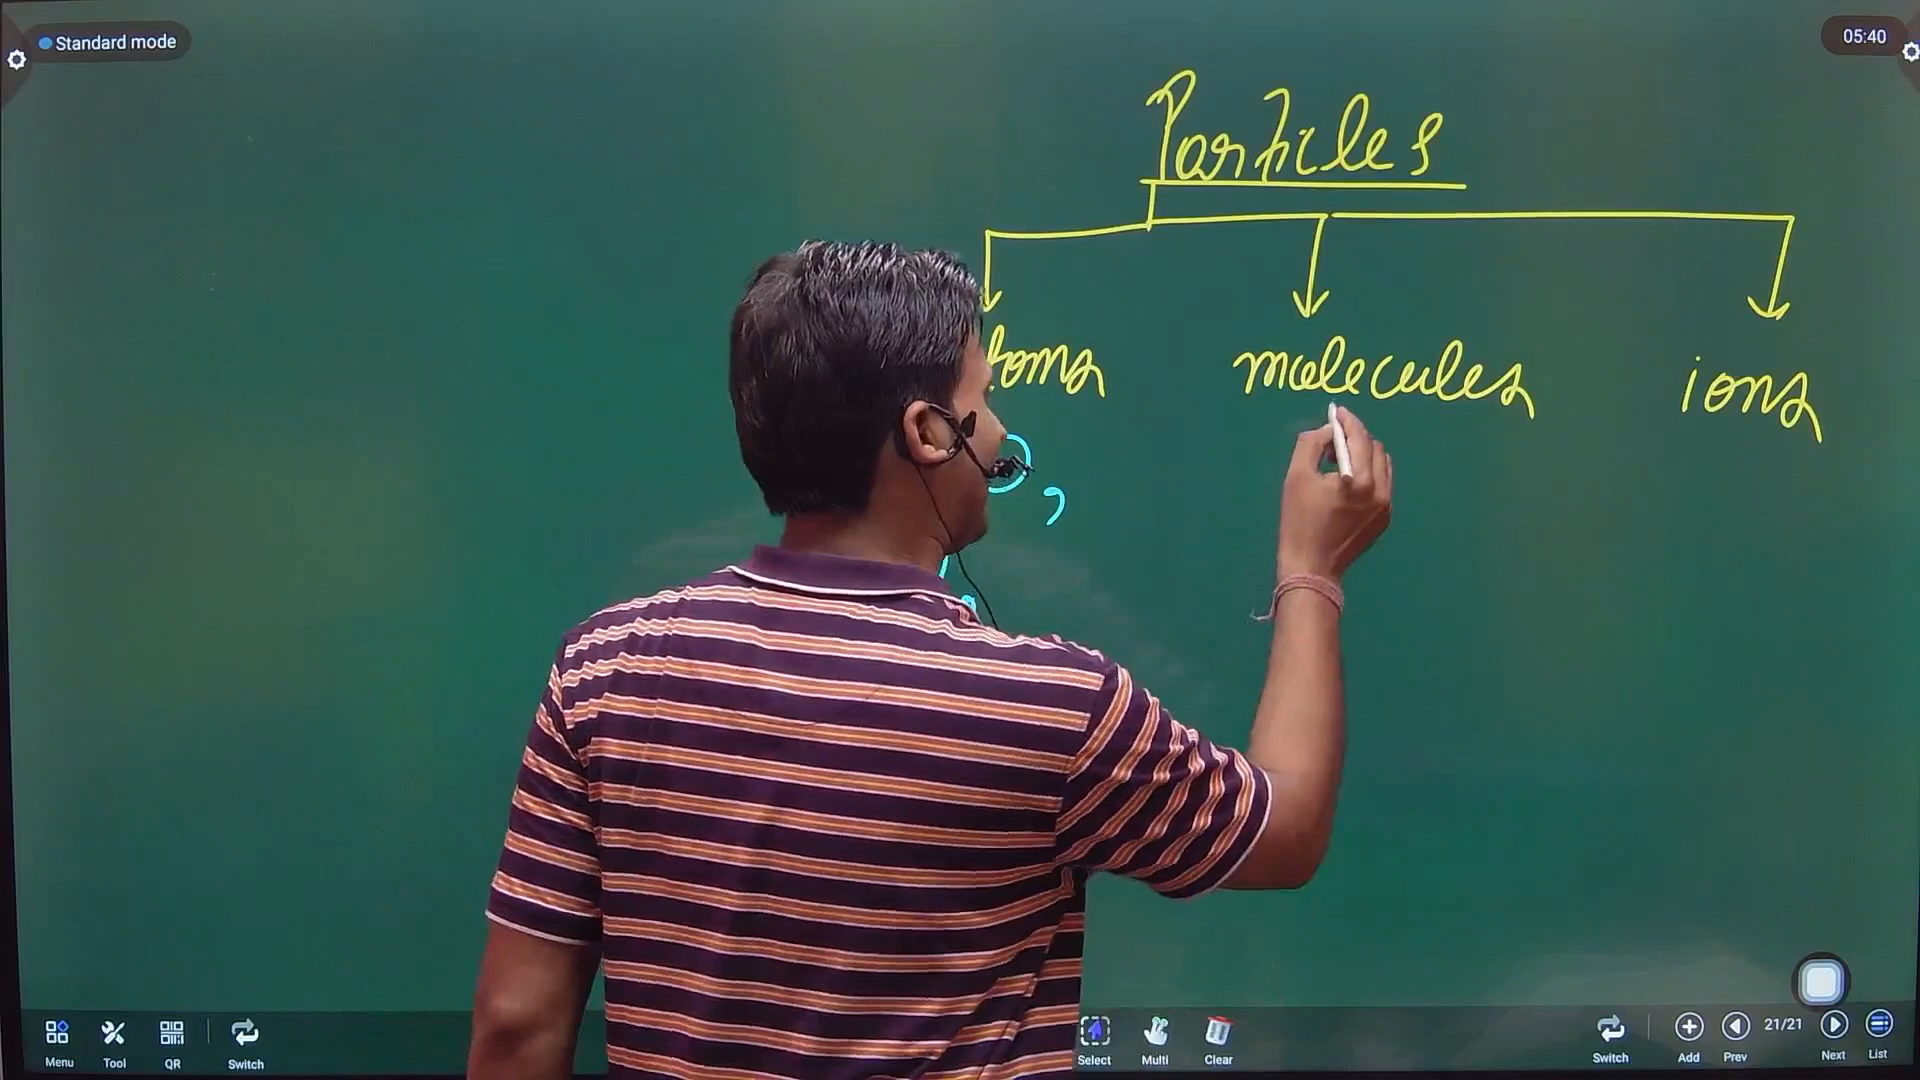 Standard mode
05:40
Particles
toms molecules ions
,
Menu Tool QR Switch Select Multi Clear Switch Add Prev 21/21 Next List